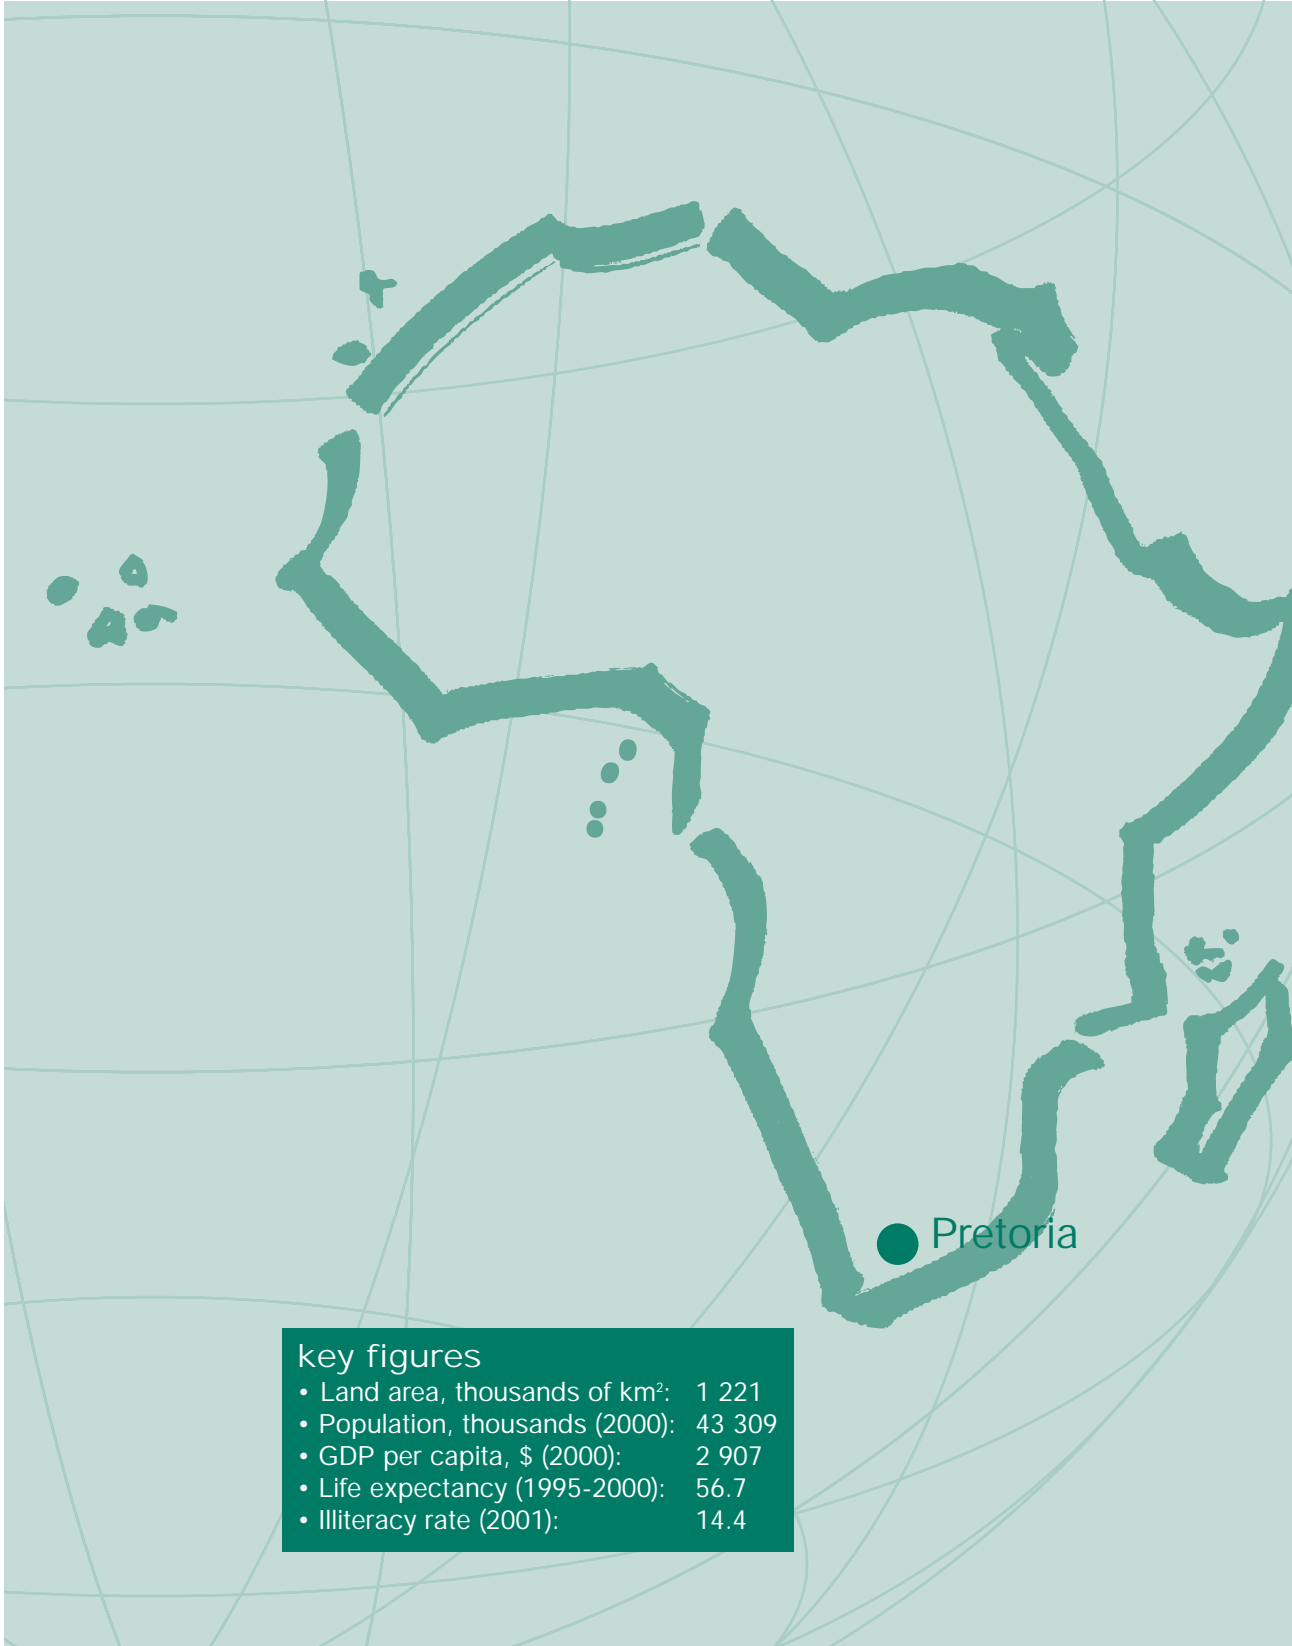 Pretoria
key figures
• Land area, thousands of km²: 1 221
• Population, thousands (2000): 43 309
• GDP per capita, $ (2000): 2 907
• Life expectancy (1995-2000): 56.7
• Illiteracy rate (2001): 14.4